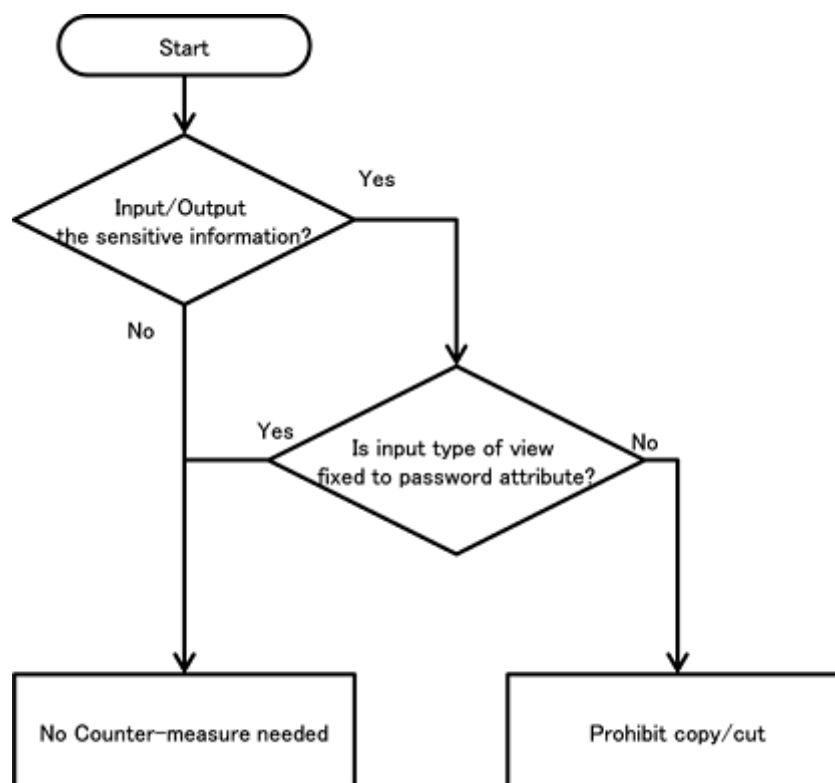 Start
Yes
Input/Output
the sensitive information?
No
Yes
Is input type of view
fixed to password attribute?
No
No Counter-measure needed
Prohibit copy/cut